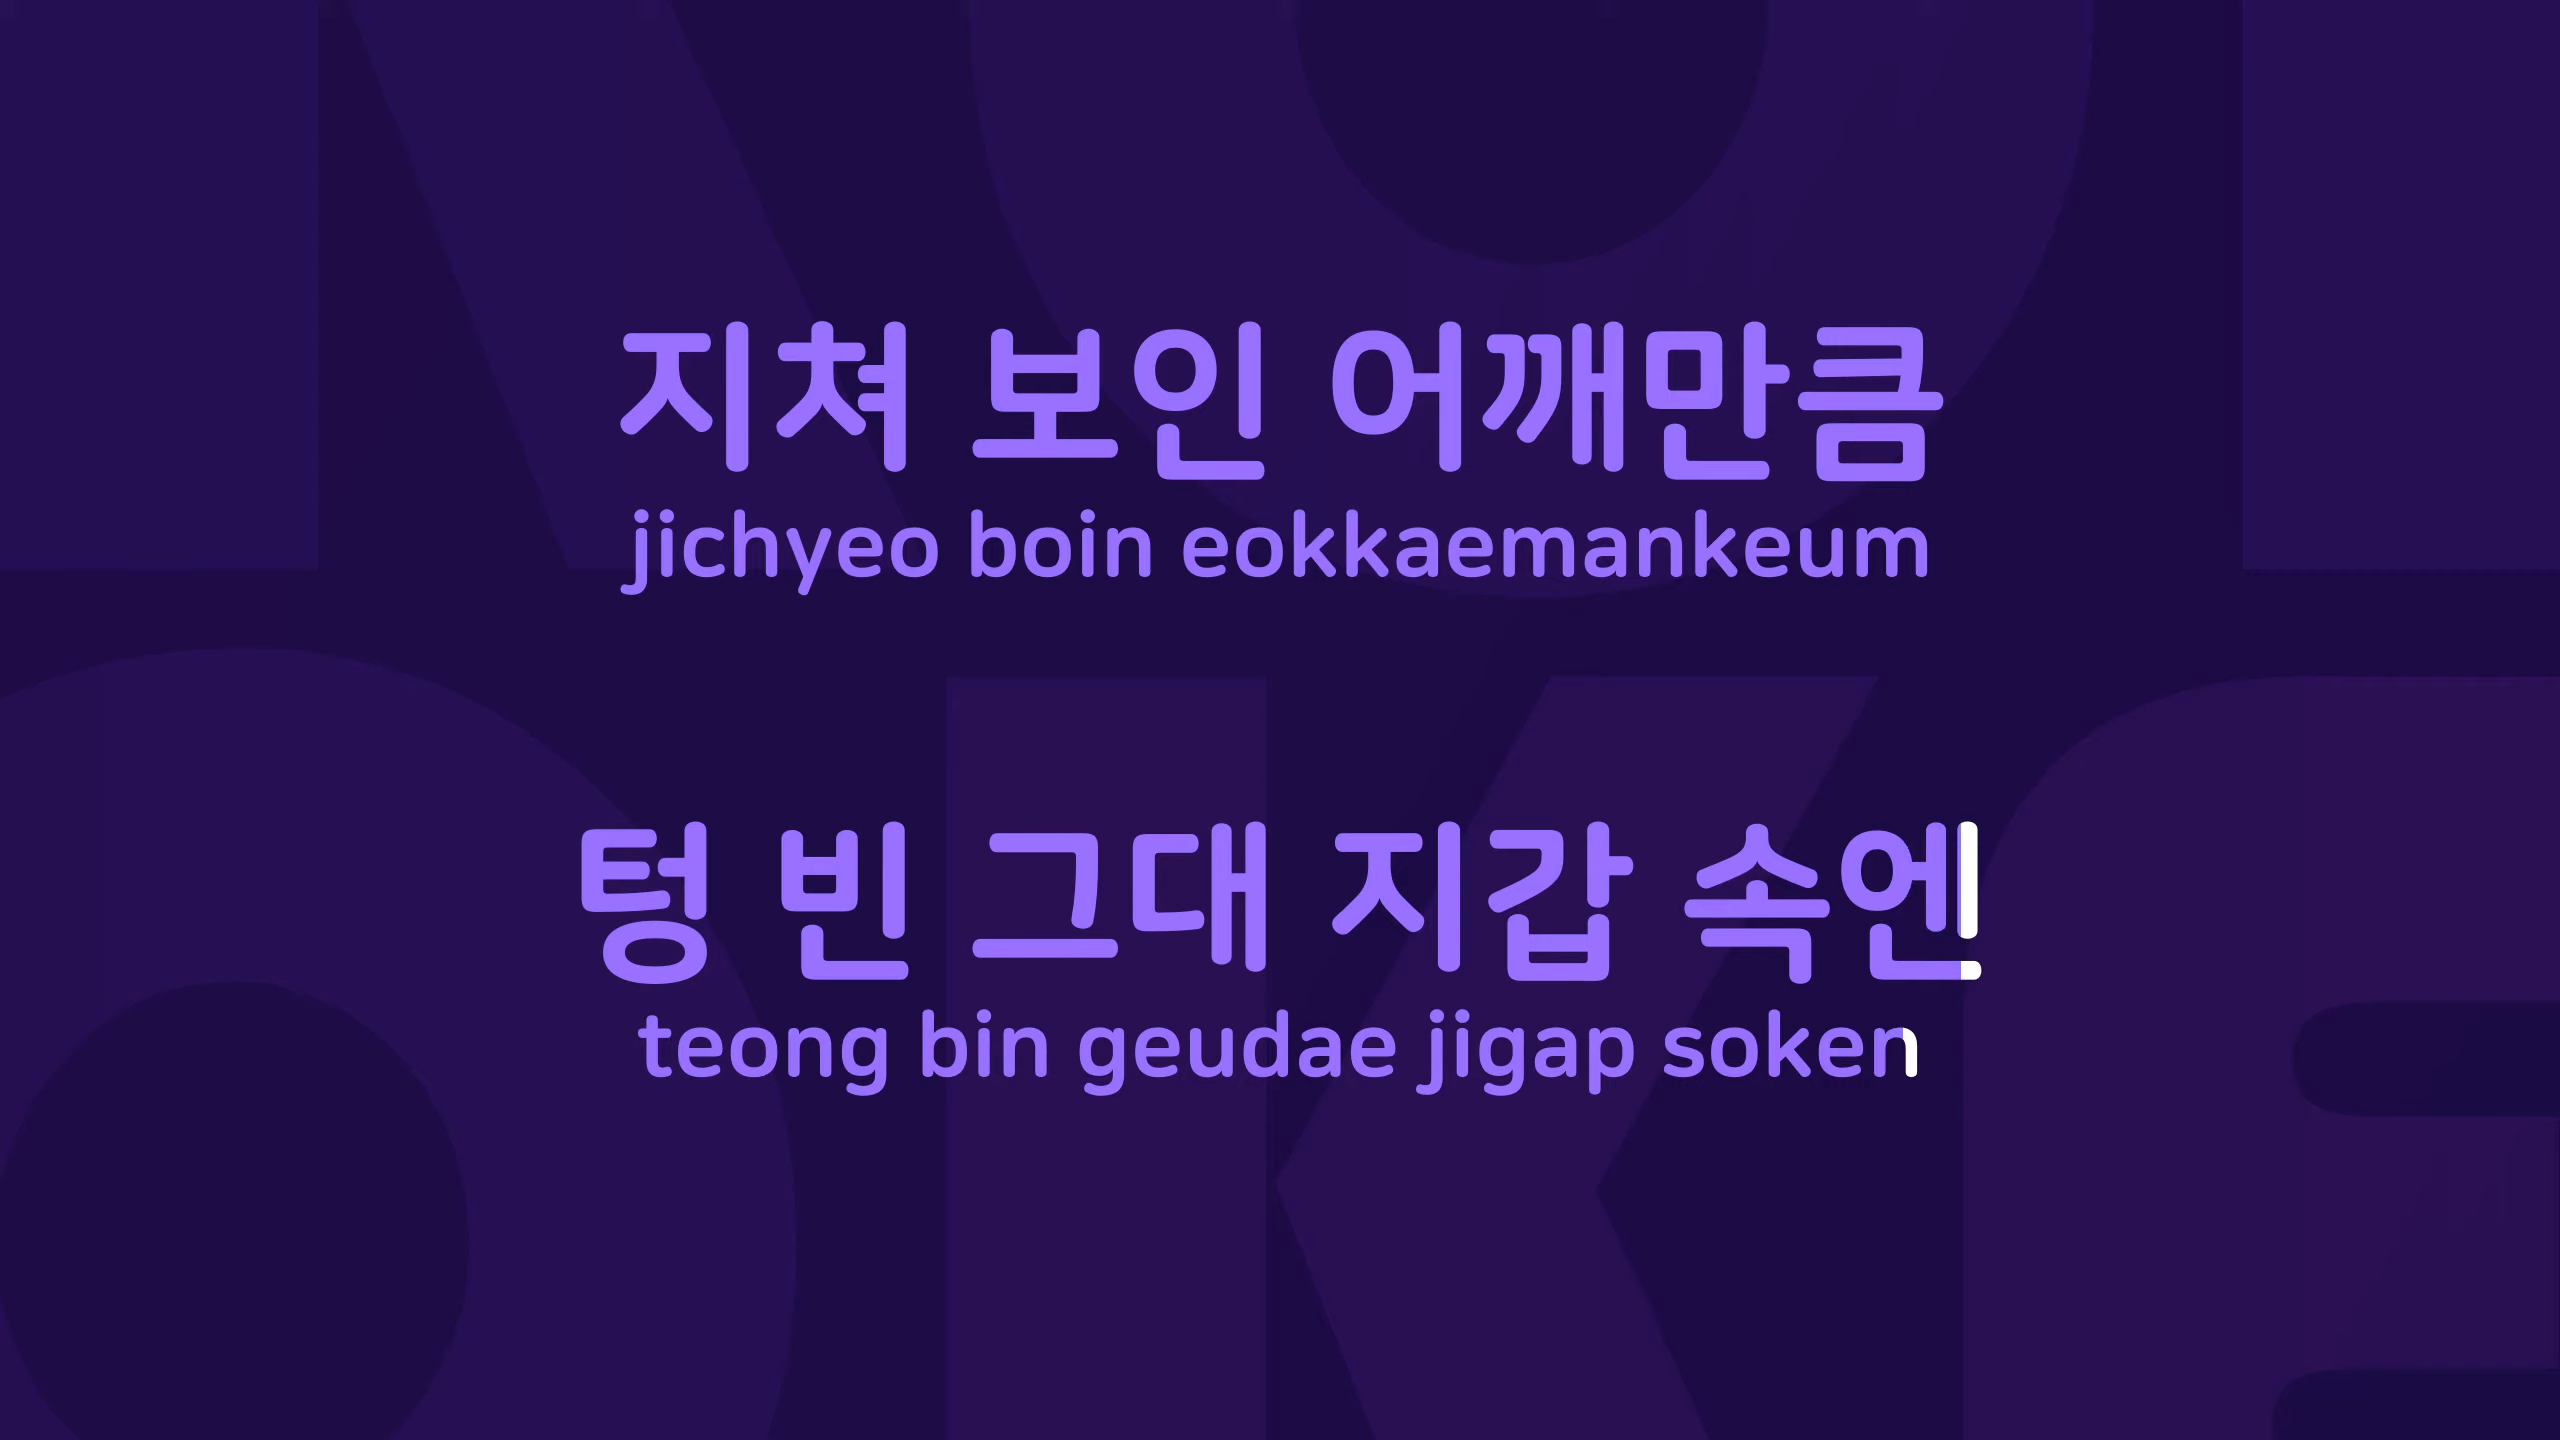 지쳐 보인 어깨만큼
jichyeo boin eokkaemankeum
텅 빈 그대 지갑 속엔
teong bin geudae jigap soken